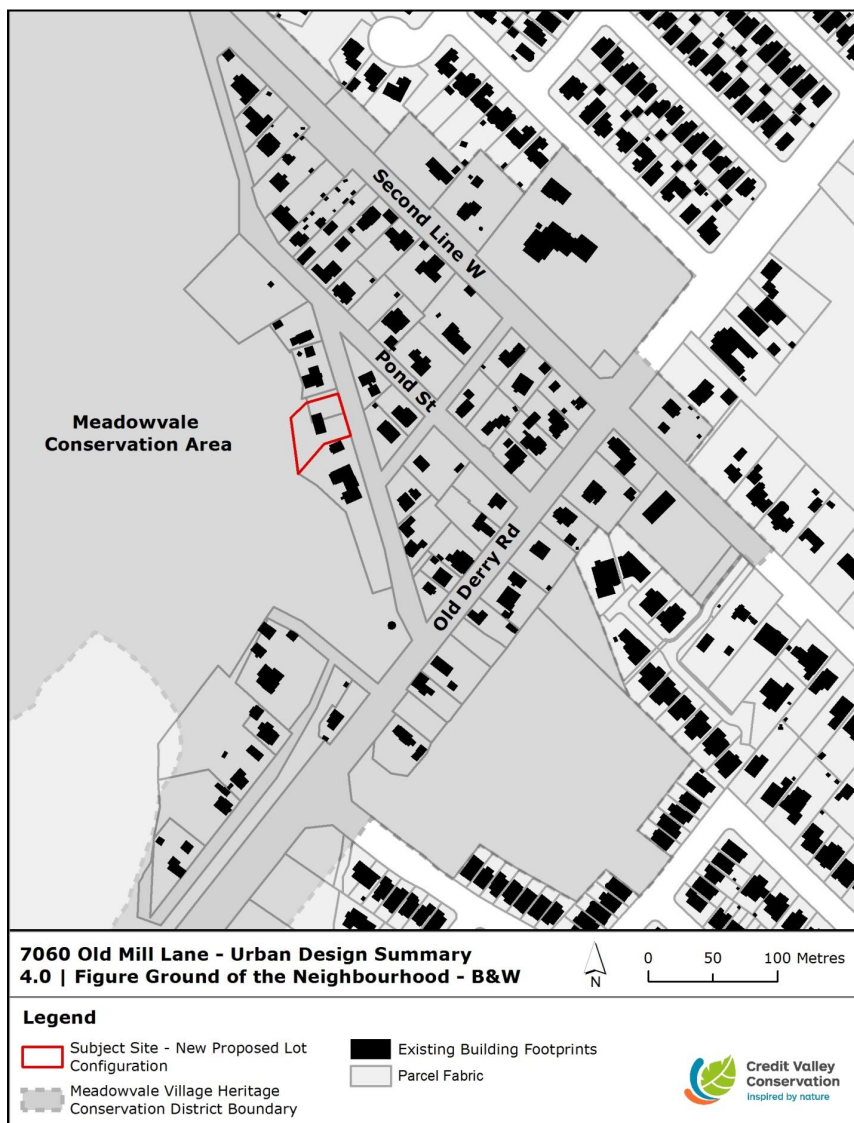 Second Line W
Pond St
Meadowvale
Conservation Area
Old Derry Rd
7060 Old Mill Lane - Urban Design Summary
4.0 | Figure Ground of the Neighbourhood - B&W
N
0 50 100 Metres
Legend
Subject Site - New Proposed Lot
Configuration
Meadowvale Village Heritage
Conservation District Boundary
Existing Building Footprints
Parcel Fabric
Credit Valley
Conservation
Inspired by nature